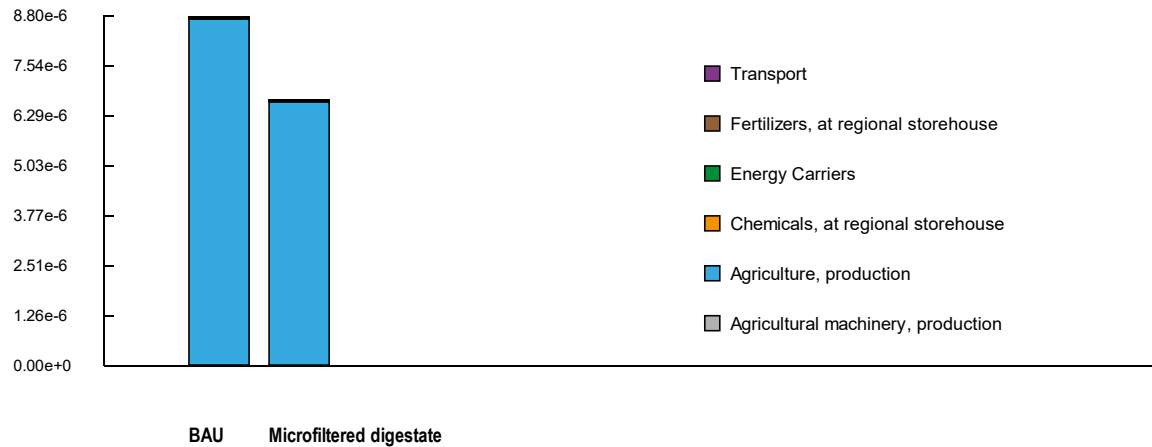 8.80e-6
7.54e-6
6.29e-6
5.03e-6
3.77e-6
2.51e-6
1.26e-6
0.00e+0
BAU Microfiltered digestate
Transport
Fertilizers, at regional storehouse
Energy Carriers
Chemicals, at regional storehouse
Agriculture, production
Agricultural machinery, production